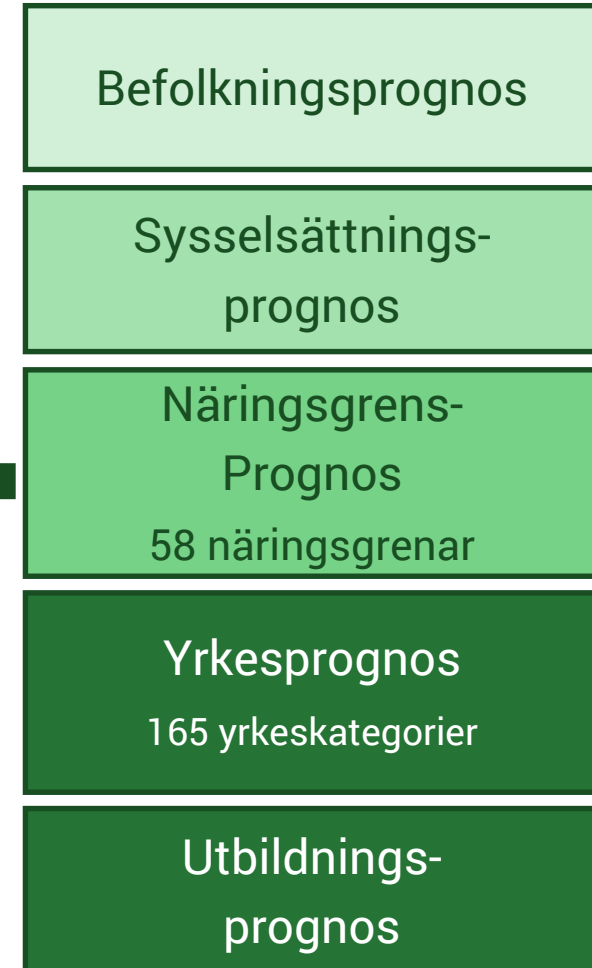 Befolkningsprognos
Sysselsättnings-
prognos
Näringsgrens-
Prognos
58 näringsgrenar
Yrkesprognos
165 yrkeskategorier
Utbildnings-
prognos